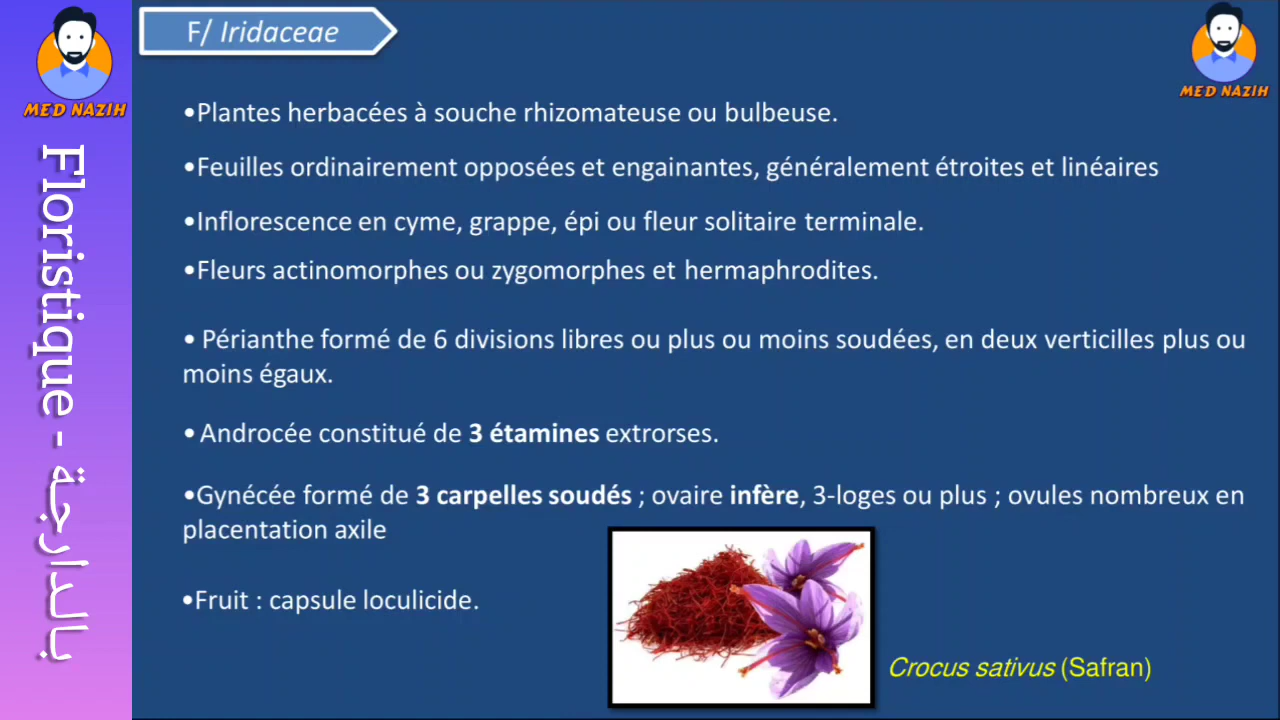 MED NAZIH
Floristique - بالدارجة
F/ Iridaceae
MED NAZIH
•Plantes herbacées à souche rhizomateuse ou bulbeuse.
•Feuilles ordinairement opposées et engainantes, généralement étroites et linéaires
•Inflorescence en cyme, grappe, épi ou fleur solitaire terminale.
•Fleurs actinomorphes ou zygomorphes et hermaphrodites.
• Périanthe formé de 6 divisions libres ou plus ou moins soudées, en deux verticilles plus ou
moins égaux.
• Androcée constitué de 3 étamines extrorses.
•Gynécée formé de 3 carpelles soudés ; ovaire infère, 3-loges ou plus ; ovules nombreux en
placentation axile
•Fruit : capsule loculicide.
Crocus sativus (Safran)